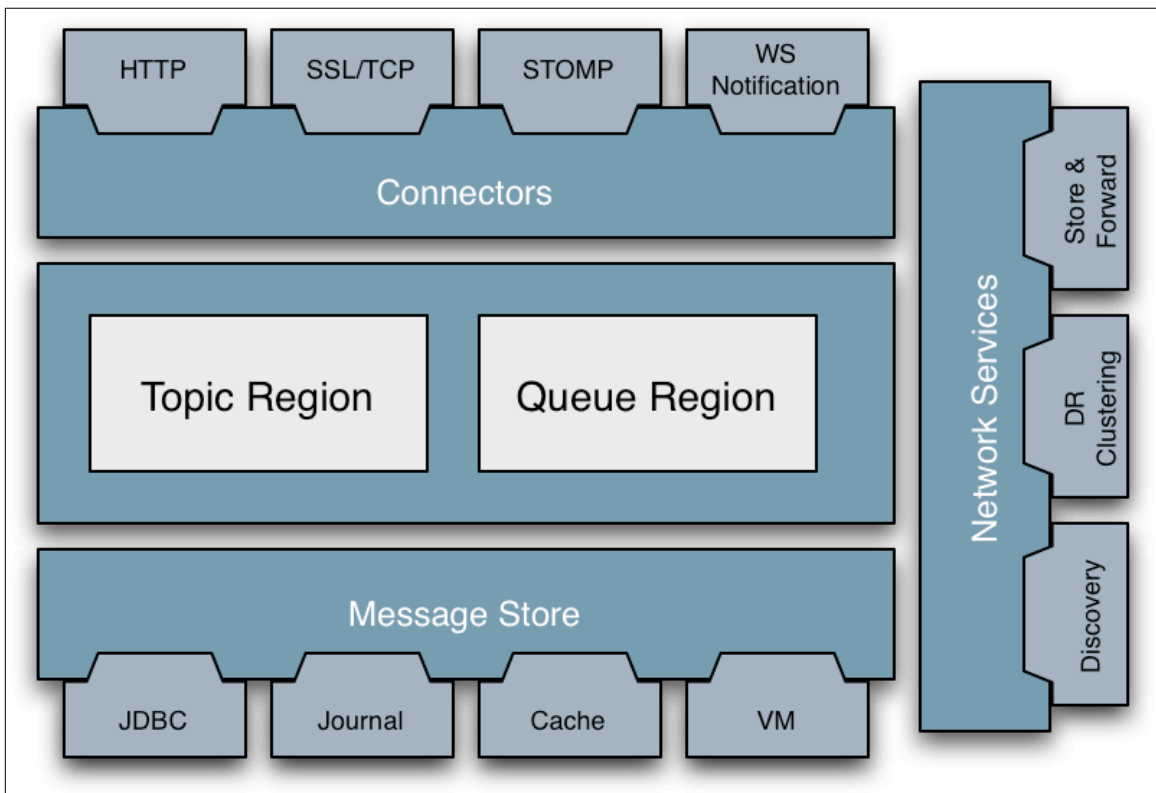 HTTP
SSL/TCP
STOMP
WS
Notification
Connectors
Topic Region
Queue Region
Message Store
JDBC
Journal
Cache
VM
Network Services
Store &
Forward
DR
Clustering
Discovery